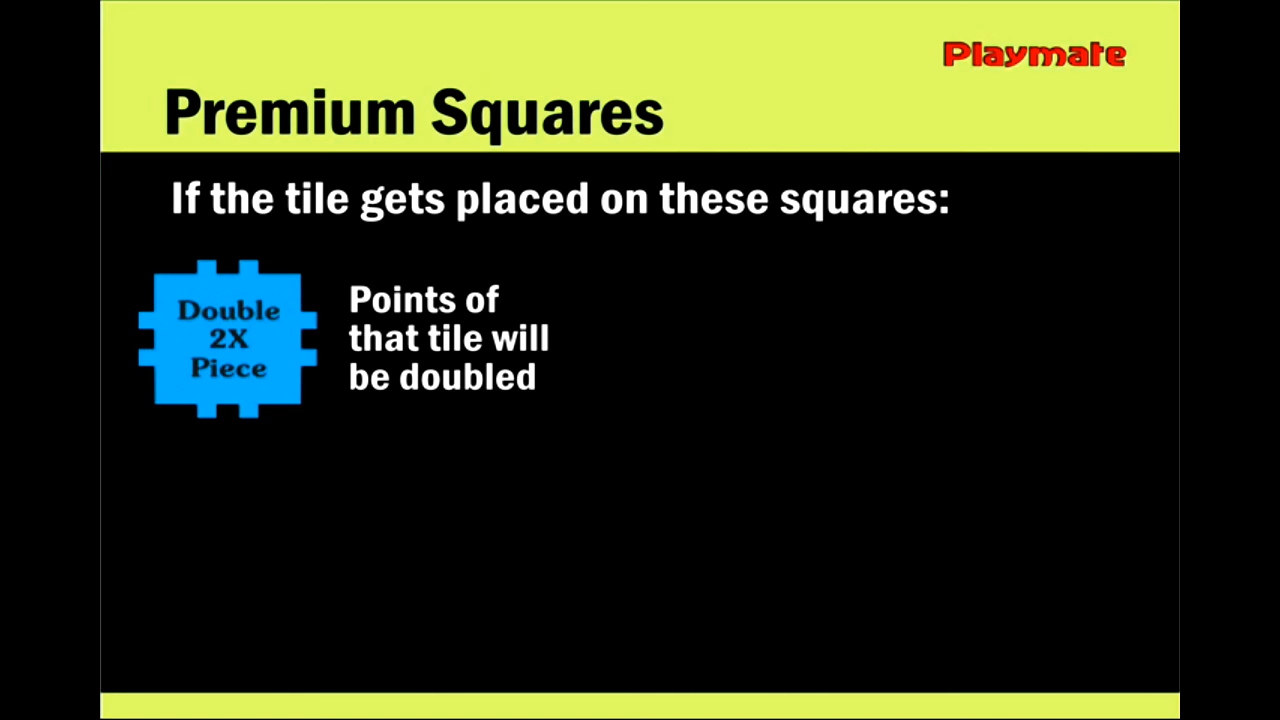 Playmate
Premium Squares
If the tile gets placed on these squares:
Double
2X
Piece
Points of
that tile will
be doubled